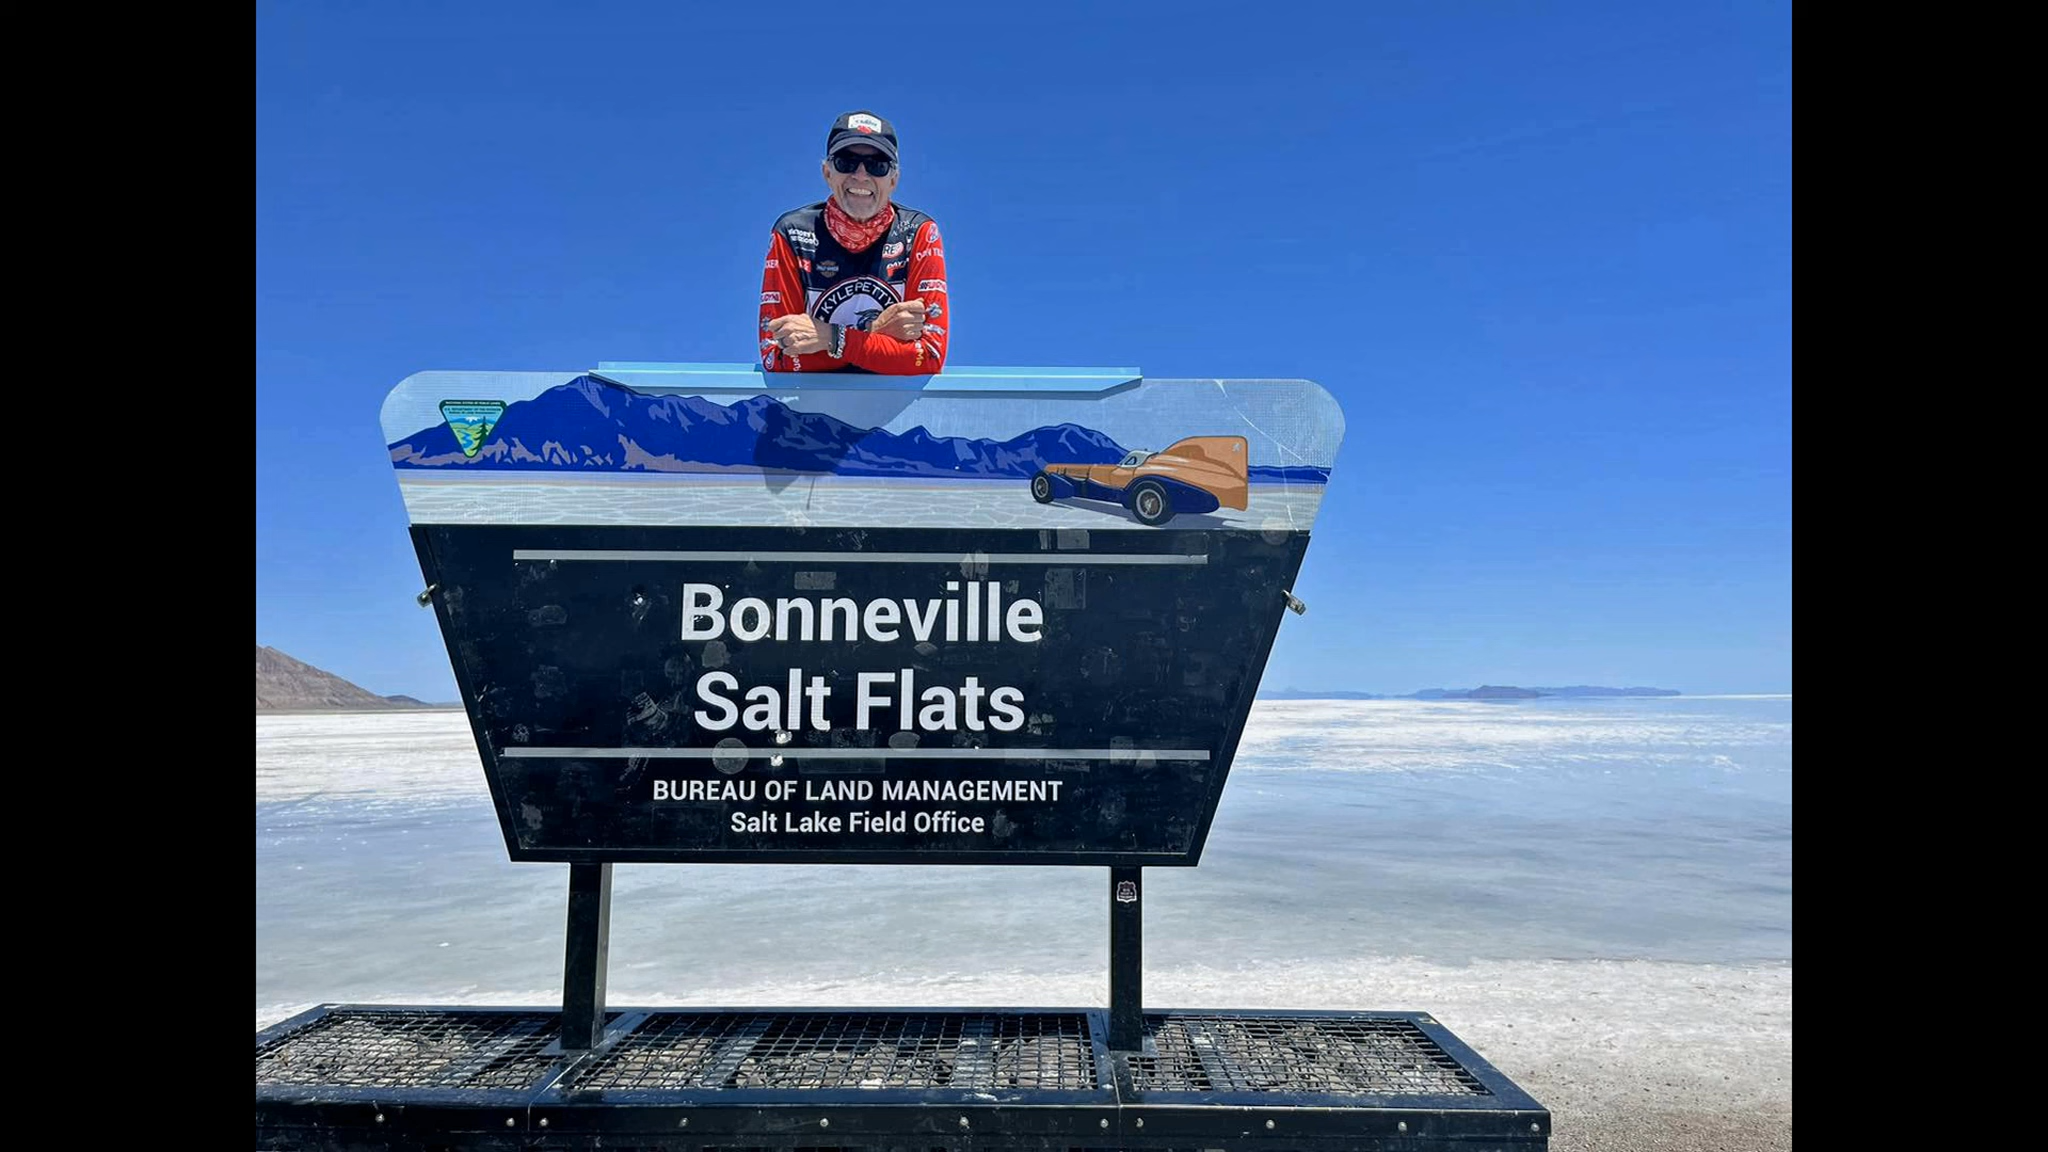 KYLE PETTY
Bonneville
Salt Flats
BUREAU OF LAND MANAGEMENT
Salt Lake Field Office